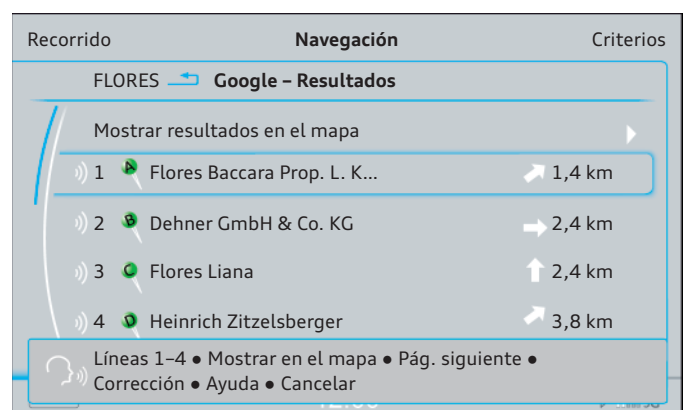 Recorrido Navegación Criterios
FLORES Google – Resultados
Mostrar resultados en el mapa
1 A Flores Baccara Prop. L. K... 1,4 km
2 B Dehner GmbH & Co. KG 2,4 km
3 C Flores Liana 2,4 km
4 D Heinrich Zitzelsberger 3,8 km
Líneas 1–4 ● Mostrar en el mapa ● Pág. siguiente ●
Corrección ● Ayuda ● Cancelar